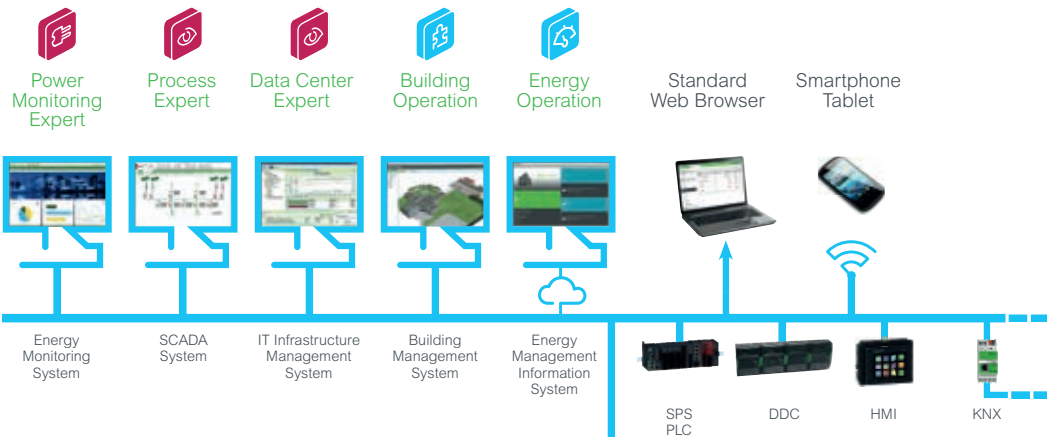 Power
Monitoring
Expert
Process
Expert
Data Center
Expert
Building
Operation
Energy
Operation
Standard
Web Browser
Smartphone
Tablet
Energy
Monitoring
System
SCADA
System
IT Infrastructure
Management
System
Building
Management
System
Energy
Management
Information
System
SPS
PLC
DDC
HMI
KNX